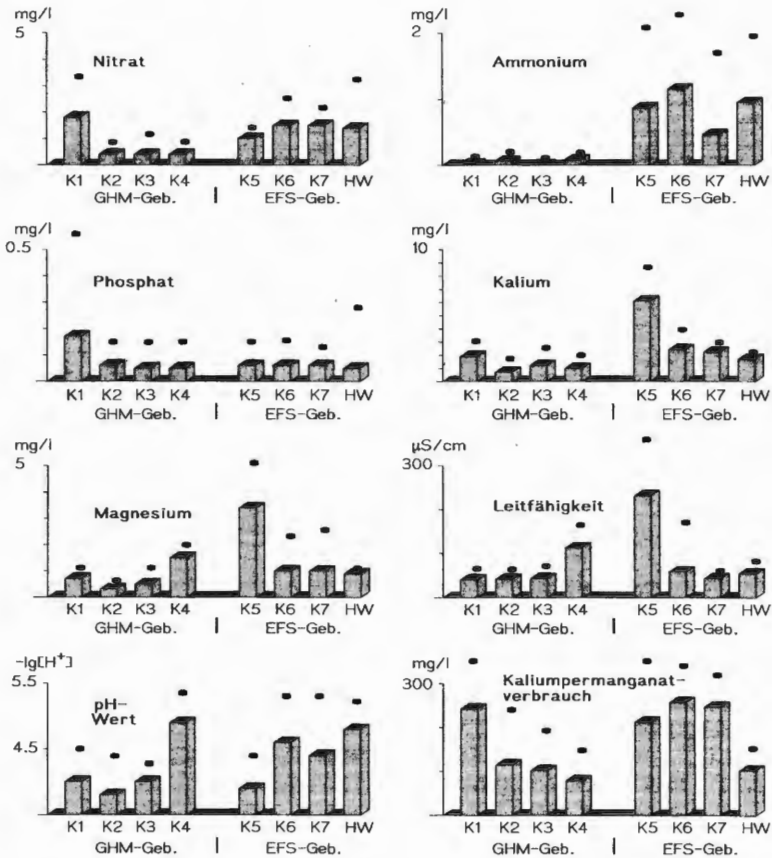 mg/l
5
Nitrat
K1 K2 K3 K4 K5 K6 K7 HW
GHM-Geb. | EFS-Geb.
mg/l
2
Ammonium
K1 K2 K3 K4 K5 K6 K7 HW
GHM-Geb. | EFS-Geb.
mg/l
0.5
Phosphat
K1 K2 K3 K4 K5 K6 K7 HW
GHM-Geb. | EFS-Geb.
mg/l
10
Kalium
K1 K2 K3 K4 K5 K6 K7 HW
GHM-Geb. | EFS-Geb.
mg/l
5
Magnesium
K1 K2 K3 K4 K5 K6 K7 HW
GHM-Geb. | EFS-Geb.
µS/cm
300
Leitfähigkeit
K1 K2 K3 K4 K5 K6 K7 HW
GHM-Geb. | EFS-Geb.
-lg[H⁺]
5.5
pH-
Wert
4.5
K1 K2 K3 K4 K5 K6 K7 HW
GHM-Geb. | EFS-Geb.
mg/l
300
Kaliumpermanganat-
verbrauch
K1 K2 K3 K4 K5 K6 K7 HW
GHM-Geb. | EFS-Geb.